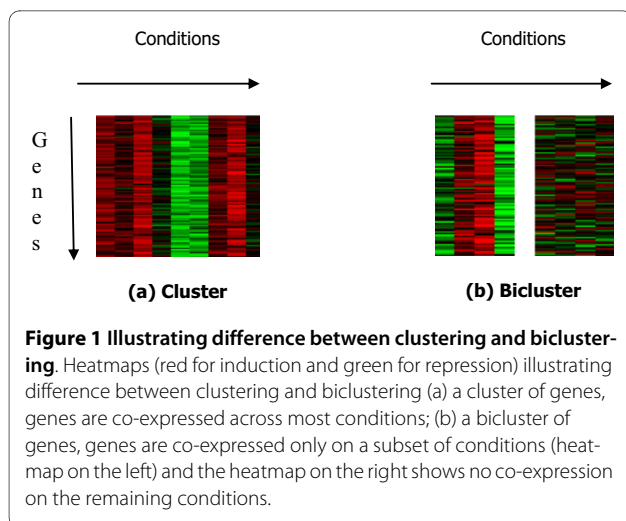 Conditions
Conditions
G
e
n
e
s
(a) Cluster
(b) Bicluster
Figure 1 Illustrating difference between clustering and bicluster-
ing. Heatmaps (red for induction and green for repression) illustrating
difference between clustering and biclustering (a) a cluster of genes,
genes are co-expressed across most conditions; (b) a bicluster of
genes, genes are co-expressed only on a subset of conditions (heat-
map on the left) and the heatmap on the right shows no co-expression
on the remaining conditions.